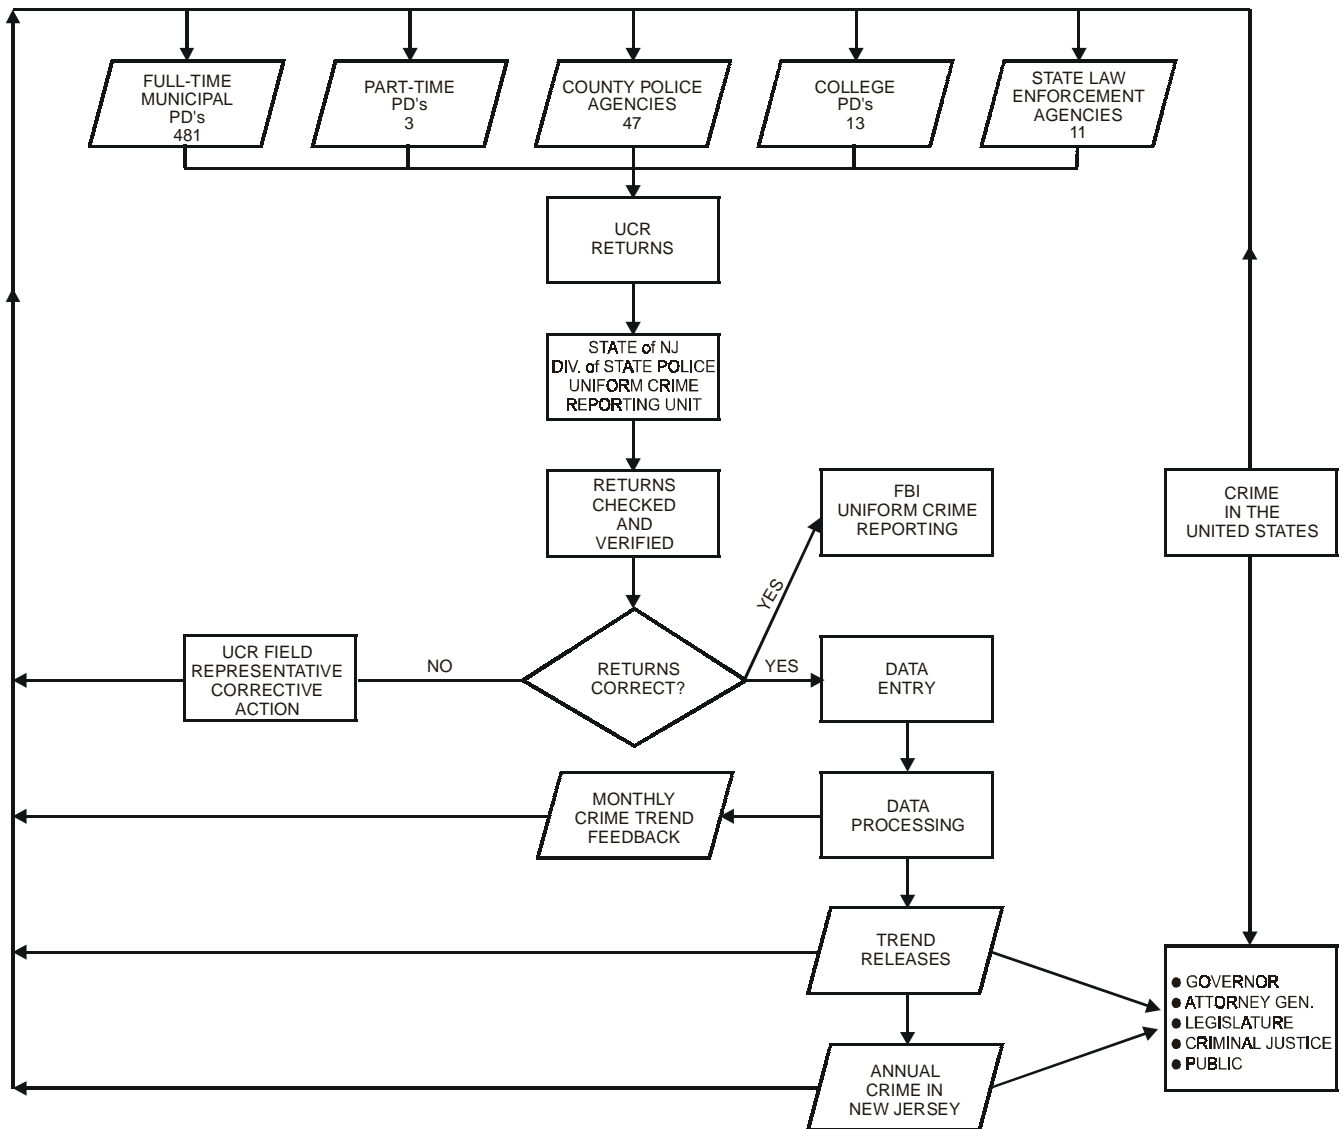 FULL-TIME
MUNICIPAL
PD's
481
PART-TIME
PD's
3
COUNTY POLICE
AGENCIES
47
COLLEGE
PD's
13
STATE LAW
ENFORCEMENT
AGENCIES
11
UCR
RETURNS
STATE of NJ
DIV. of STATE POLICE
UNIFORM CRIME
REPORTING UNIT
RETURNS
CHECKED
AND
VERIFIED
FBI
UNIFORM CRIME
REPORTING
CRIME
IN THE
UNITED STATES
YES
UCR FIELD
REPRESENTATIVE
CORRECTIVE
ACTION
NO
RETURNS
CORRECT?
YES
DATA
ENTRY
MONTHLY
CRIME TREND
FEEDBACK
DATA
PROCESSING
TREND
RELEASES
● GOVERNOR
● ATTORNEY GEN.
● LEGISLATURE
● CRIMINAL JUSTICE
● PUBLIC
ANNUAL
CRIME IN
NEW JERSEY